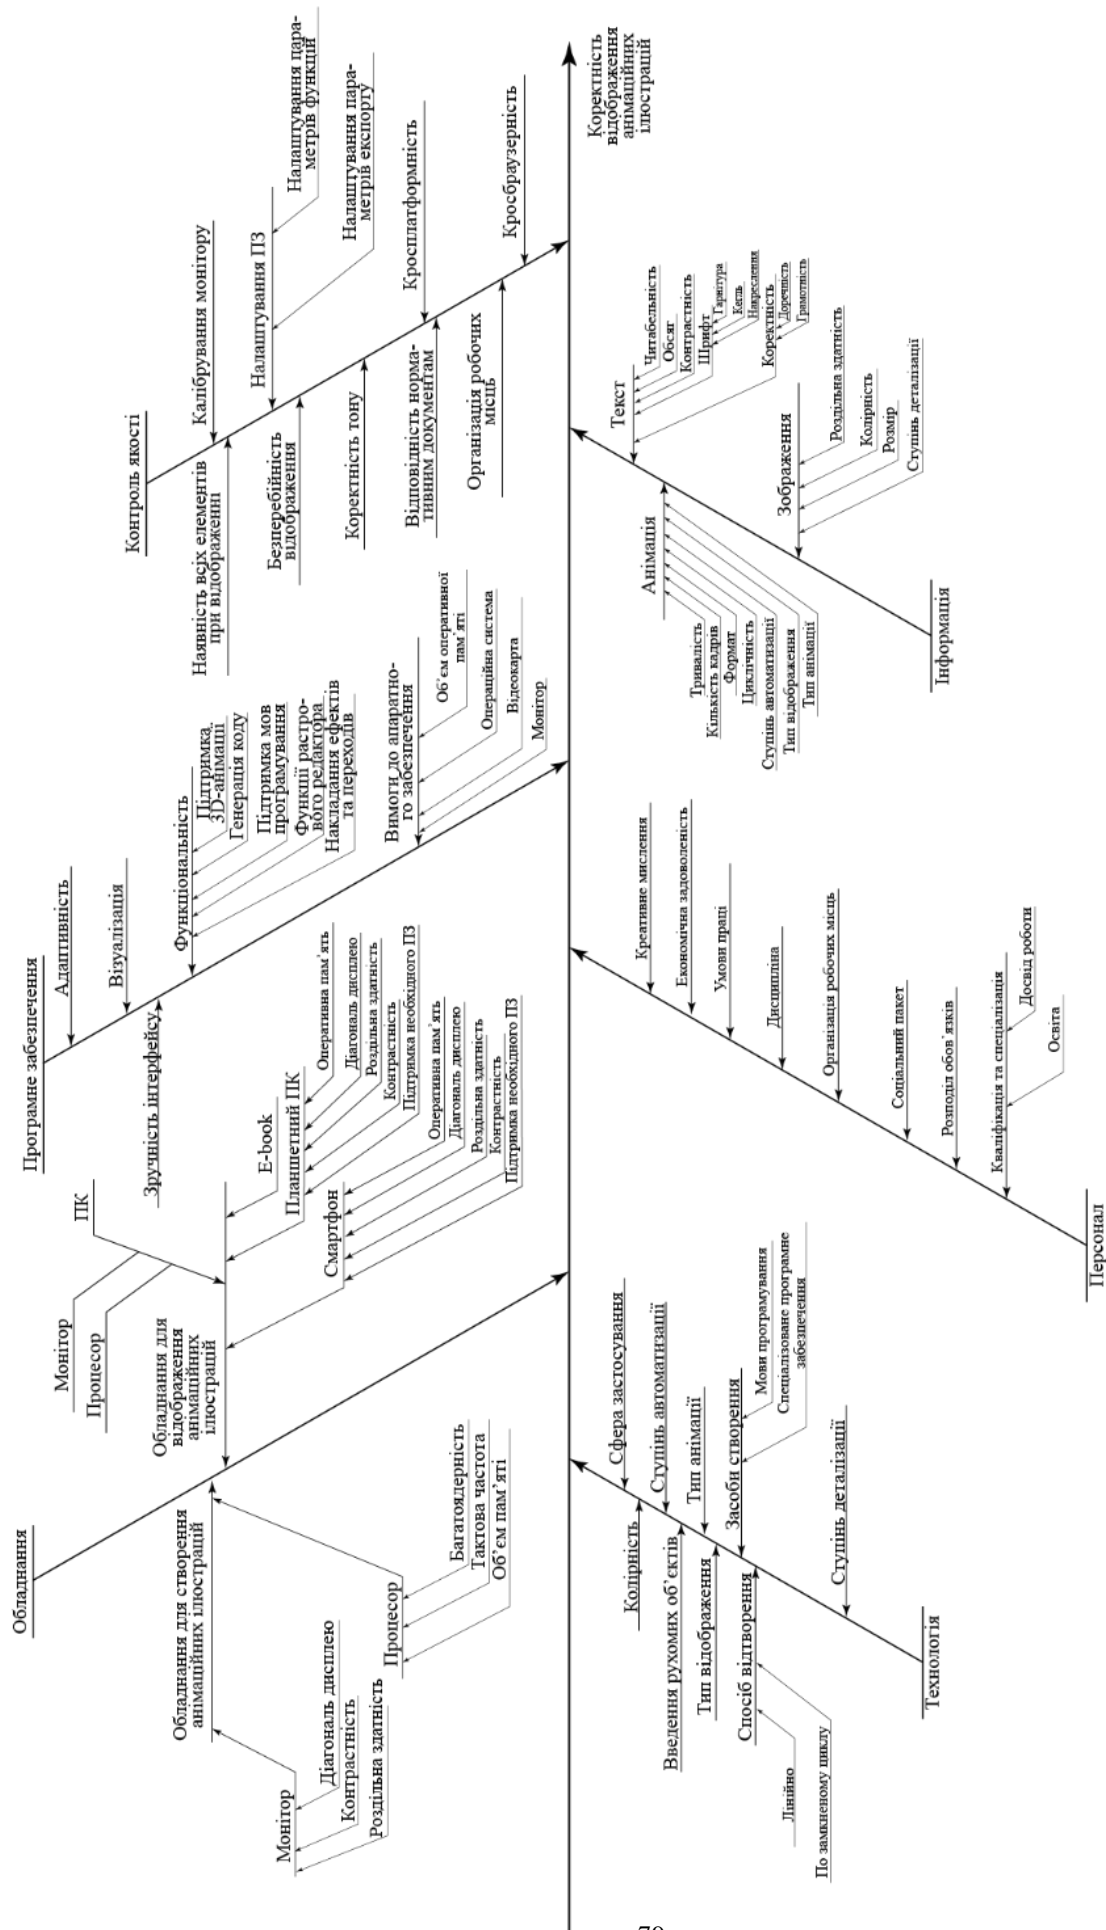 Обладнання
Обладнання для створення
анімаційних ілюстрацій
Монітор
Діагональ дисплею
Контрастність
Роздільна здатність
Процесор
Багатоядерність
Тактова частота
Об’єм пам’яті
Обладнання для
відображення
анімаційних
ілюстрацій
ПК
Монітор
Процесор
E-book
Планшетний ПК
Оперативна пам’ять
Діагональ дисплею
Роздільна здатність
Контрастність
Підтримка необхідного ПЗ
Смартфон
Оперативна пам’ять
Діагональ дисплею
Роздільна здатність
Контрастність
Підтримка необхідного ПЗ
Програмне забезпечення
Адаптивність
Візуалізація
Зручність інтерфейсу
Функціональність
Підтримка
3D-анімації
Генерація коду
Підтримка мов
програмування
Функції растро-
вого редактора
Накладання ефектів
та переходів
Вимоги до апаратно-
го забезпечення
Об’єм оперативної
пам’яті
Операційна система
Відеокарта
Монітор
Контроль якості
Калібрування монітору
Наявність всіх елементів
при відображенні
Налаштування ПЗ
Налаштування пара-
метрів функцій
Налаштування пара-
метрів експорту
Безперебійність
відображення
Коректність тону
Кросплатформність
Відповідність норма-
тивним документам
Організація робочих
місць
Кросбраузерність
Коректність
відображення
анімаційних
ілюстрацій
Технологія
Сфера застосування
Колірність
Ступінь автоматизації
Введення рухомих об’єктів
Тип анімації
Тип відображення
Засоби створення
Мови програмування
Спеціалізоване програмне
забезпечення
Спосіб відтворення
Лінійно
По замкненому циклу
Ступінь деталізації
Персонал
Креативне мислення
Економічна задоволеність
Умови праці
Дисципліна
Організація робочих місць
Соціальний пакет
Розподіл обов’язків
Кваліфікація та спеціалізація
Досвід роботи
Освіта
Інформація
Текст
Читабельність
Обсяг
Контрастність
Шрифт
Гарнітура
Кегль
Накреслення
Коректність
Доречність
Грамотність
Анімація
Тривалість
Кількість кадрів
Формат
Циклічність
Ступінь автоматизації
Тип відображення
Тип анімації
Зображення
Роздільна здатність
Колірність
Розмір
Ступінь деталізації